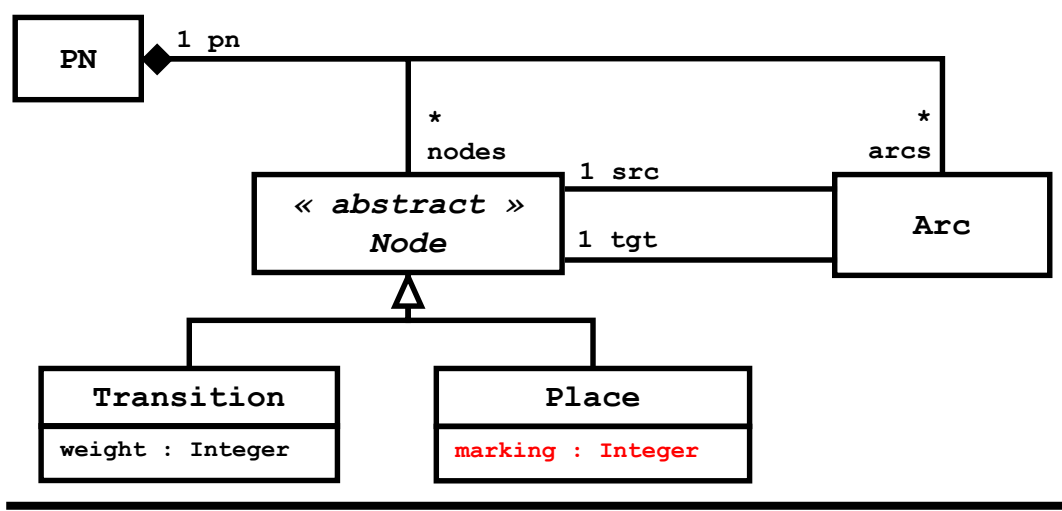 PN
1 pn
*
nodes
*
arcs
« abstract »
Node
1 src
1 tgt
Arc
Transition
weight : Integer
Place
marking : Integer